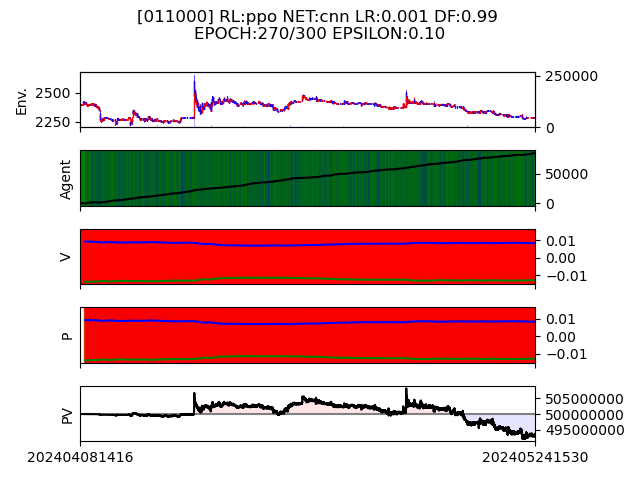 [011000] RL:ppo NET:cnn LR:0.001 DF:0.99
EPOCH:270/300 EPSILON:0.10
Env.
2500
2250
250000
0
Agent
50000
0
V
0.01
0.00
−0.01
P
0.01
0.00
−0.01
PV
505000000
500000000
495000000
202404081416
202405241530